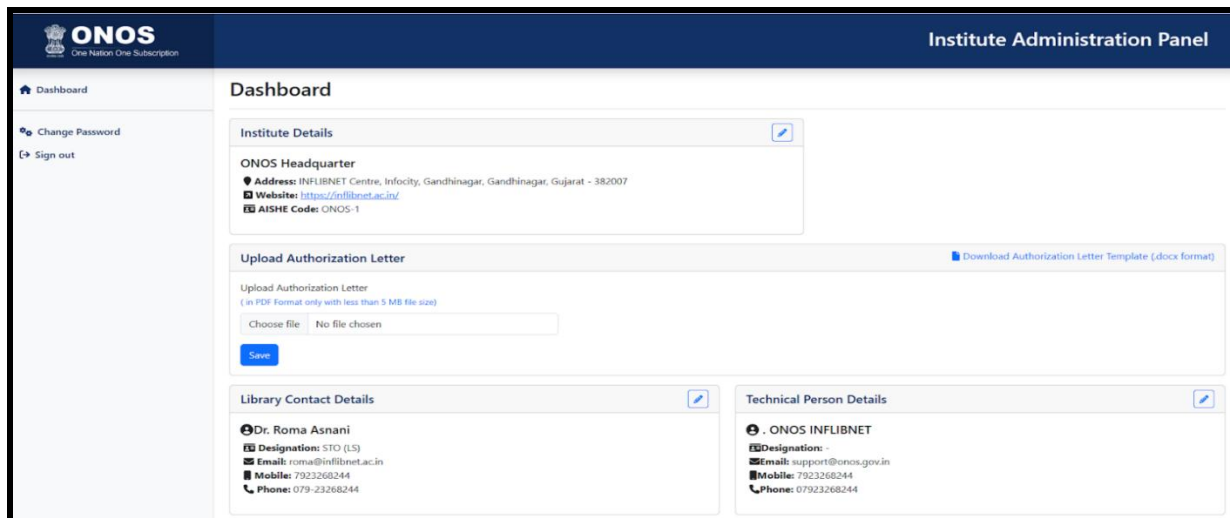 ONOS
One Nation One Subscription
Institute Administration Panel
Dashboard
Change Password
Sign out
Dashboard
Institute Details
ONOS Headquarter
Address: INFLIBNET Centre, Infocity, Gandhinagar, Gandhinagar, Gujarat - 382007
Website: https://inflibnet.ac.in/
AISHE Code: ONOS-1
Upload Authorization Letter
Download Authorization Letter Template (.docx format)
Upload Authorization Letter
( in PDF Format only with less than 5 MB file size)
Choose file No file chosen
Save
Library Contact Details
Dr. Roma Asnani
Designation: STO (LS)
Email: roma@inflibnet.ac.in
Mobile: 7923268244
Phone: 079-23268244
Technical Person Details
. ONOS INFLIBNET
Designation: -
Email: support@onos.gov.in
Mobile: 7923268244
Phone: 07923268244